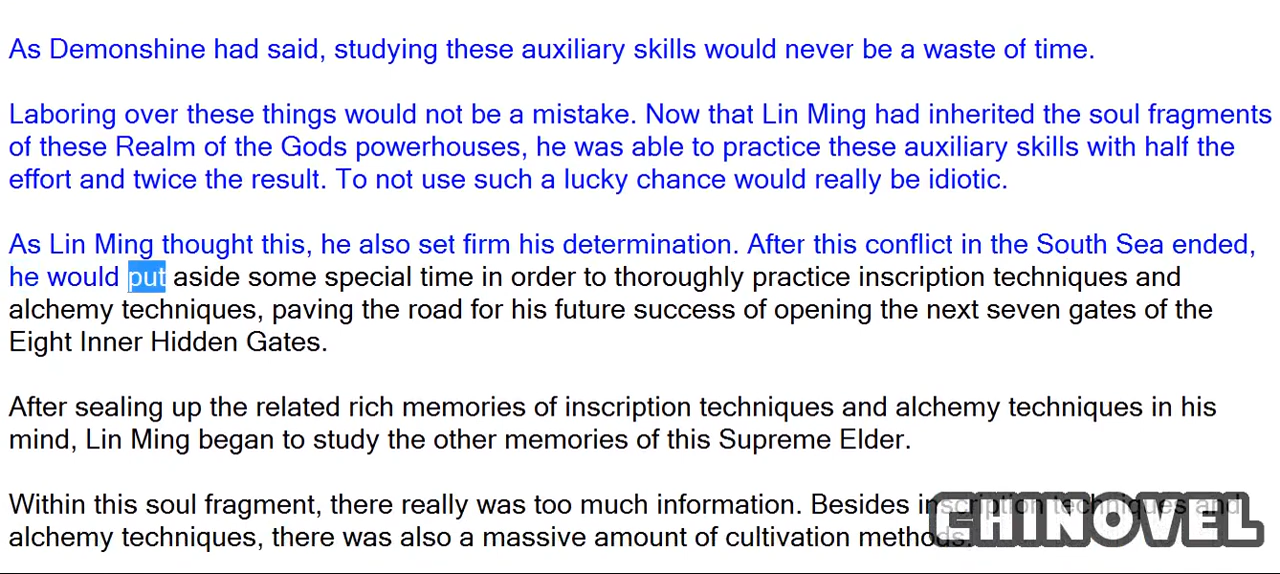 As Demonshine had said, studying these auxiliary skills would never be a waste of time.
Laboring over these things would not be a mistake. Now that Lin Ming had inherited the soul fragments
of these Realm of the Gods powerhouses, he was able to practice these auxiliary skills with half the
effort and twice the result. To not use such a lucky chance would really be idiotic.
As Lin Ming thought this, he also set firm his determination. After this conflict in the South Sea ended,
he would put aside some special time in order to thoroughly practice inscription techniques and
alchemy techniques, paving the road for his future success of opening the next seven gates of the
Eight Inner Hidden Gates.
After sealing up the related rich memories of inscription techniques and alchemy techniques in his
mind, Lin Ming began to study the other memories of this Supreme Elder.
Within this soul fragment, there really was too much information. Besides inscription techniques and
alchemy techniques, there was also a massive amount of cultivation methods.
CHINOVEL